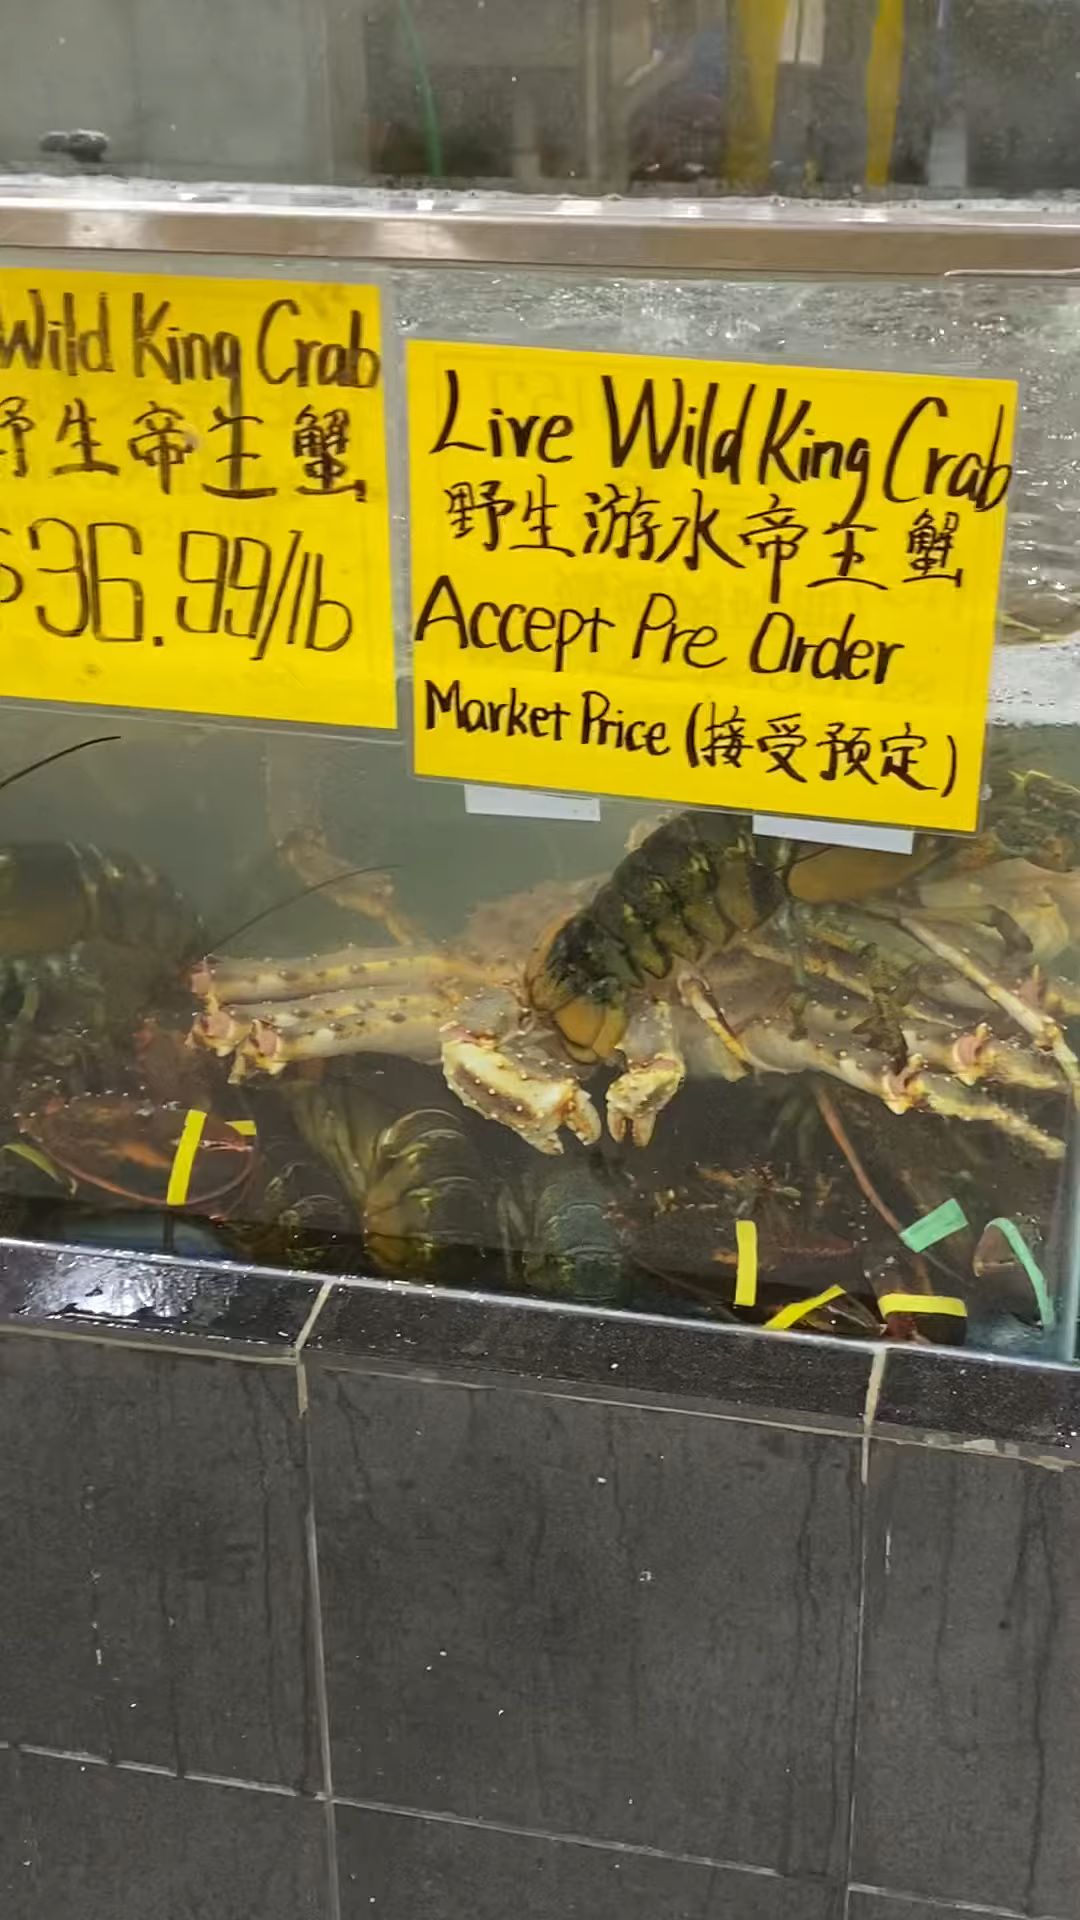 Wild King Crab
野生帝王蟹
$36.99/lb
Live Wild King Crab
野生游水帝王蟹
Accept Pre Order
Market Price (接受预定)